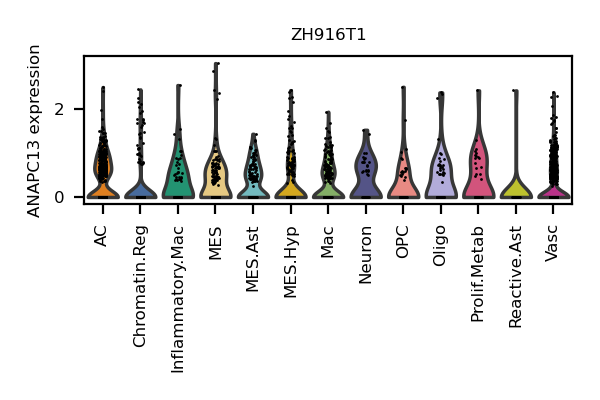 ZH916T1
ANAPC13 expression
2
0
AC
Chromatin.Reg
Inflammatory.Mac
MES
MES.Ast
MES.Hyp
Mac
Neuron
OPC
Oligo
Prolif.Metab
Reactive.Ast
Vasc